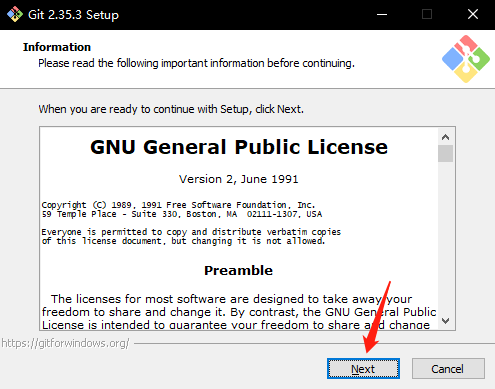 Git 2.35.3 Setup
Information
Please read the following important information before continuing.
When you are ready to continue with Setup, click Next.
GNU General Public License
Version 2, June 1991
Copyright (C) 1989, 1991 Free Software Foundation, Inc.
59 Temple Place - Suite 330, Boston, MA  02111-1307, USA
Everyone is permitted to copy and distribute verbatim copies
of this license document, but changing it is not allowed.
Preamble
The licenses for most software are designed to take away your
freedom to share and change it. By contrast, the GNU General Public
License is intended to guarantee your freedom to share and change
https://gitforwindows.org/
Next
Cancel